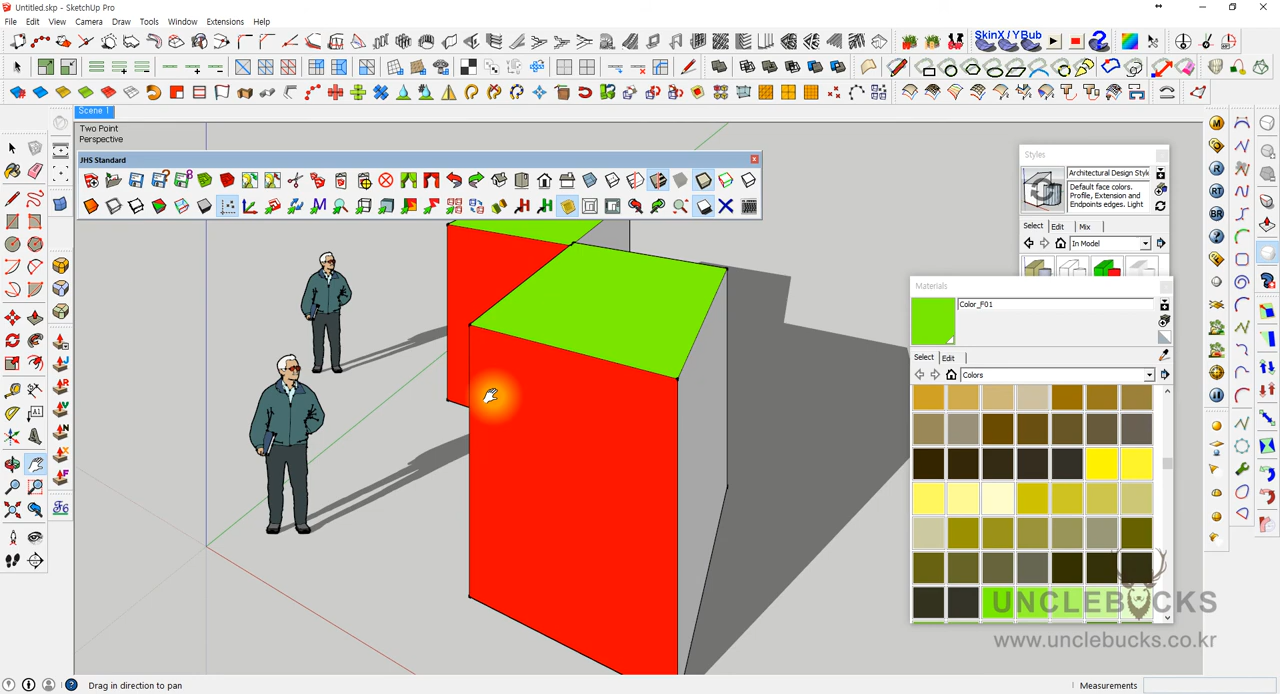 Untitled.skp - SketchUp Pro
File Edit View Camera Draw Tools Window Extensions Help
SkinX / YBub
Scene 1
Two Point
Perspective
JHS Standard
Styles
Architectural Design Style
Default face colors.
Profile, Extension and
Endpoints edges. Light
Select Edit Mix
In Model
Materials
Color_F01
Select Edit
Colors
UNCLEBUCKS
www.unclebucks.co.kr
Drag in direction to pan
Measurements